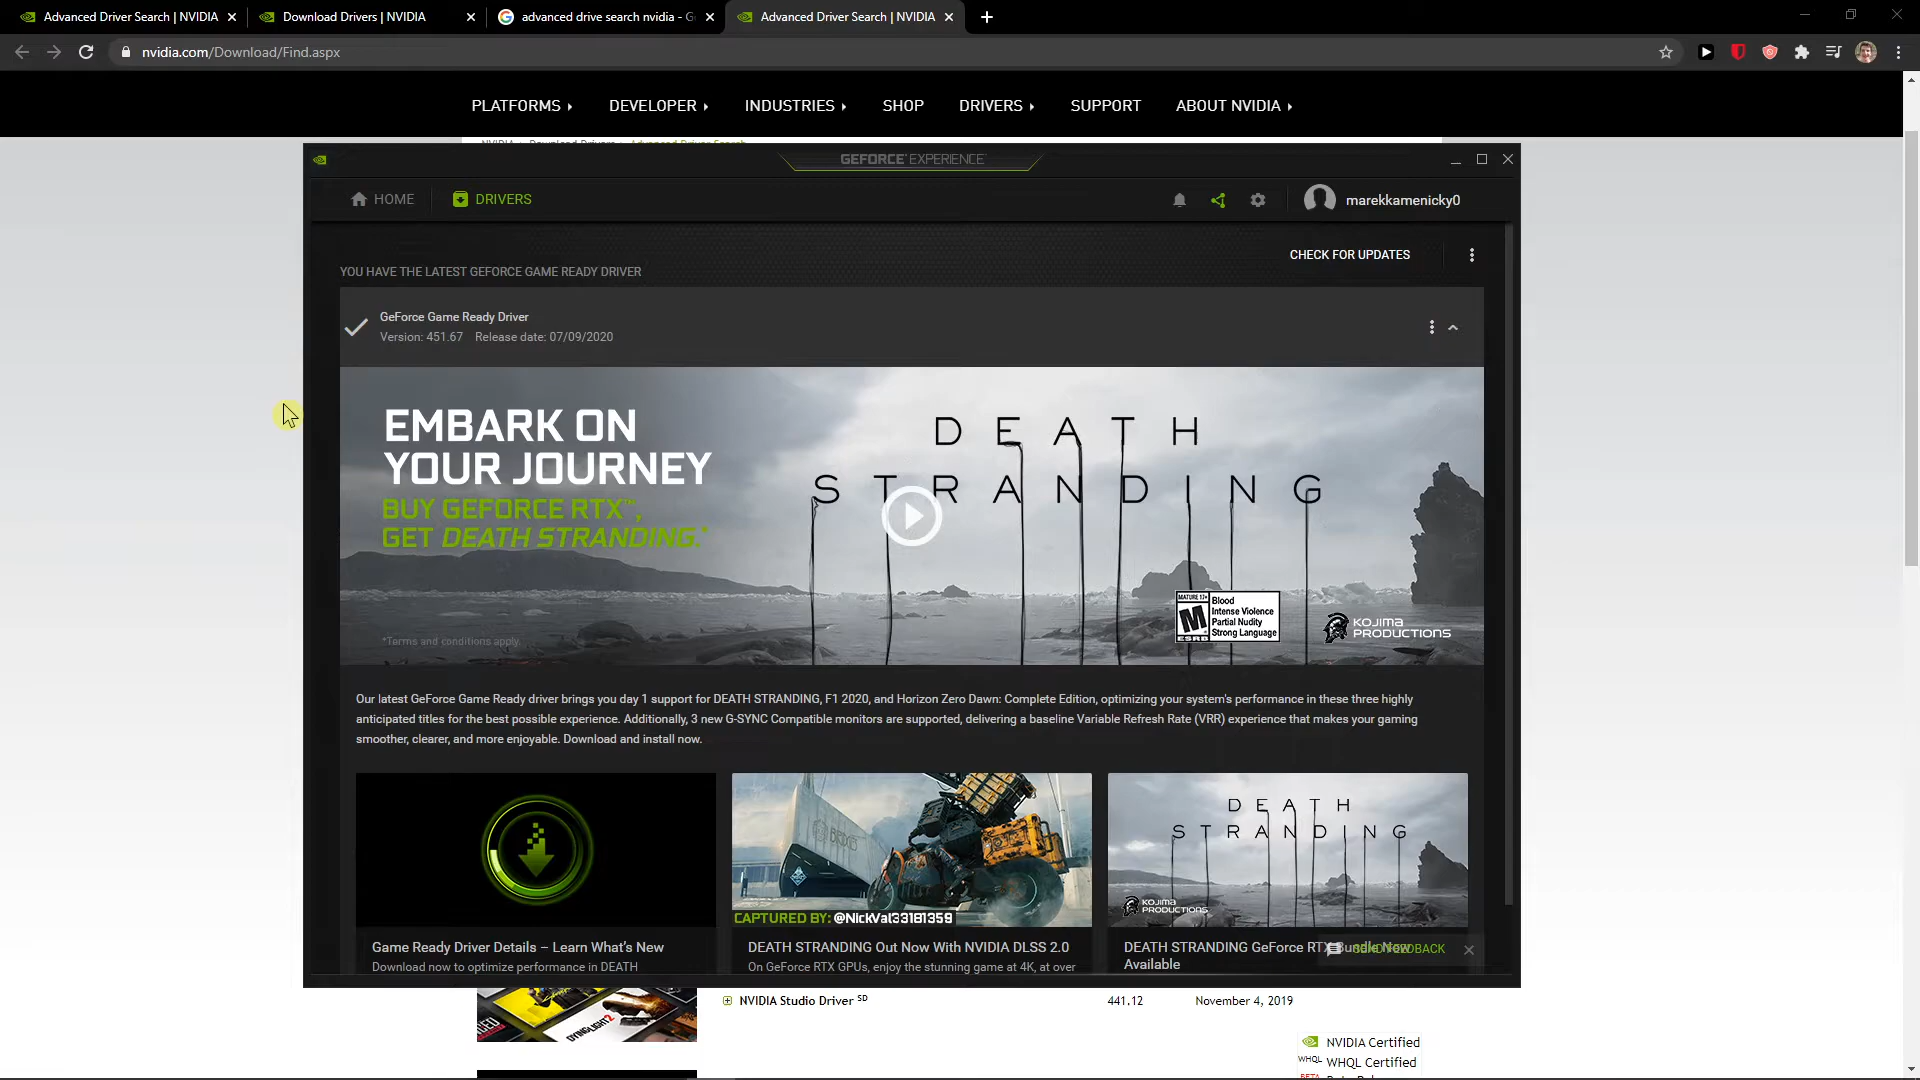 Advanced Driver Search | NVIDIA
Download Drivers | NVIDIA
advanced drive search nvidia - G
Advanced Driver Search | NVIDIA
nvidia.com/Download/Find.aspx
PLATFORMS
DEVELOPER
INDUSTRIES
SHOP
DRIVERS
SUPPORT
ABOUT NVIDIA
GEFORCE EXPERIENCE
HOME
DRIVERS
marekkamenicky0
CHECK FOR UPDATES
YOU HAVE THE LATEST GEFORCE GAME READY DRIVER
GeForce Game Ready Driver
Version: 451.67 Release date: 07/09/2020
EMBARK ON
YOUR JOURNEY
BUY GEFORCE RTX™,
GET DEATH STRANDING.*
*Terms and conditions apply.
DEATH
STRANDING
MATURE 17+
M
ESRB
Blood
Intense Violence
Partial Nudity
Strong Language
KOJIMA
PRODUCTIONS
Our latest GeForce Game Ready driver brings you day 1 support for DEATH STRANDING, F1 2020, and Horizon Zero Dawn: Complete Edition, optimizing your system's performance in these three highly
anticipated titles for the best possible experience. Additionally, 3 new G-SYNC Compatible monitors are supported, delivering a baseline Variable Refresh Rate (VRR) experience that makes your gaming
smoother, clearer, and more enjoyable. Download and install now.
CAPTURED BY: @NickVal33181359
DEATH
STRANDING
KOJIMA
PRODUCTIONS
Game Ready Driver Details – Learn What's New
Download now to optimize performance in DEATH
DEATH STRANDING Out Now With NVIDIA DLSS 2.0
On GeForce RTX GPUs, enjoy the stunning game at 4K, at over
DEATH STRANDING GeForce RTX Bundle Now
Available
SEND FEEDBACK
NVIDIA Studio Driver SD
441.12
November 4, 2019
DYING LIGHT 2
NVIDIA Certified
WHQL WHQL Certified